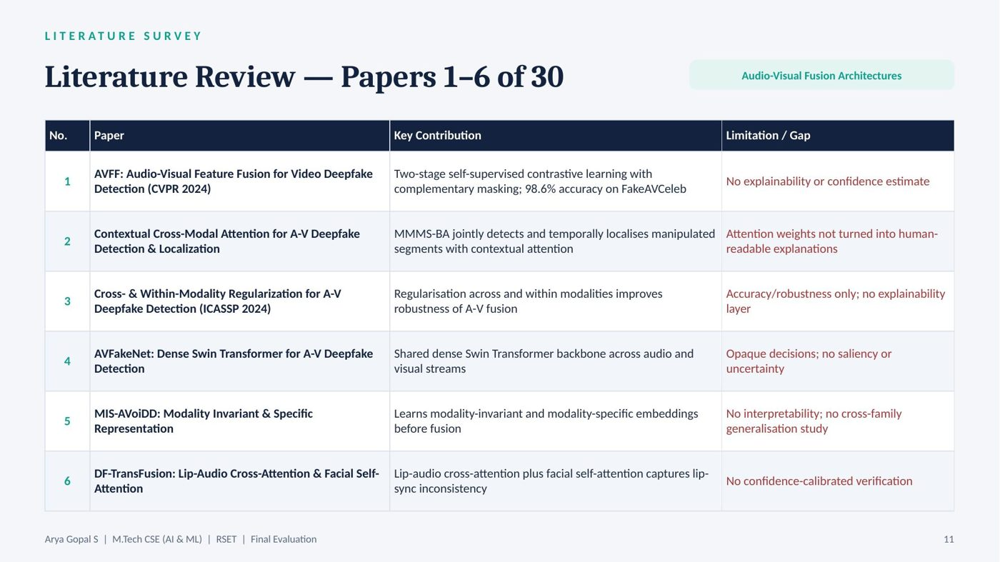 LITERATURE SURVEY
Literature Review — Papers 1–6 of 30
Audio-Visual Fusion Architectures
No. Paper Key Contribution Limitation / Gap
1
AVFF: Audio-Visual Feature Fusion for Video Deepfake
Detection (CVPR 2024)
Two-stage self-supervised contrastive learning with
complementary masking; 98.6% accuracy on FakeAVCeleb
No explainability or confidence estimate
2
Contextual Cross-Modal Attention for A-V Deepfake
Detection & Localization
MMMS-BA jointly detects and temporally localises manipulated
segments with contextual attention
Attention weights not turned into human-
readable explanations
3
Cross- & Within-Modality Regularization for A-V
Deepfake Detection (ICASSP 2024)
Regularisation across and within modalities improves
robustness of A-V fusion
Accuracy/robustness only; no explainability
layer
4
AVFakeNet: Dense Swin Transformer for A-V Deepfake
Detection
Shared dense Swin Transformer backbone across audio and
visual streams
Opaque decisions; no saliency or
uncertainty
5
MIS-AVoiDD: Modality Invariant & Specific
Representation
Learns modality-invariant and modality-specific embeddings
before fusion
No interpretability; no cross-family
generalisation study
6
DF-TransFusion: Lip-Audio Cross-Attention & Facial Self-
Attention
Lip-audio cross-attention plus facial self-attention captures lip-
sync inconsistency
No confidence-calibrated verification
Arya Gopal S | M.Tech CSE (AI & ML) | RSET | Final Evaluation
11